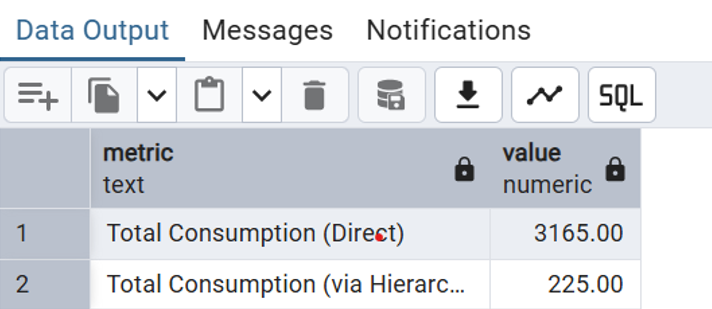 Data Output Messages Notifications
SQL
metric value
text numeric
1 Total Consumption (Direct) 3165.00
2 Total Consumption (via Hierarc... 225.00